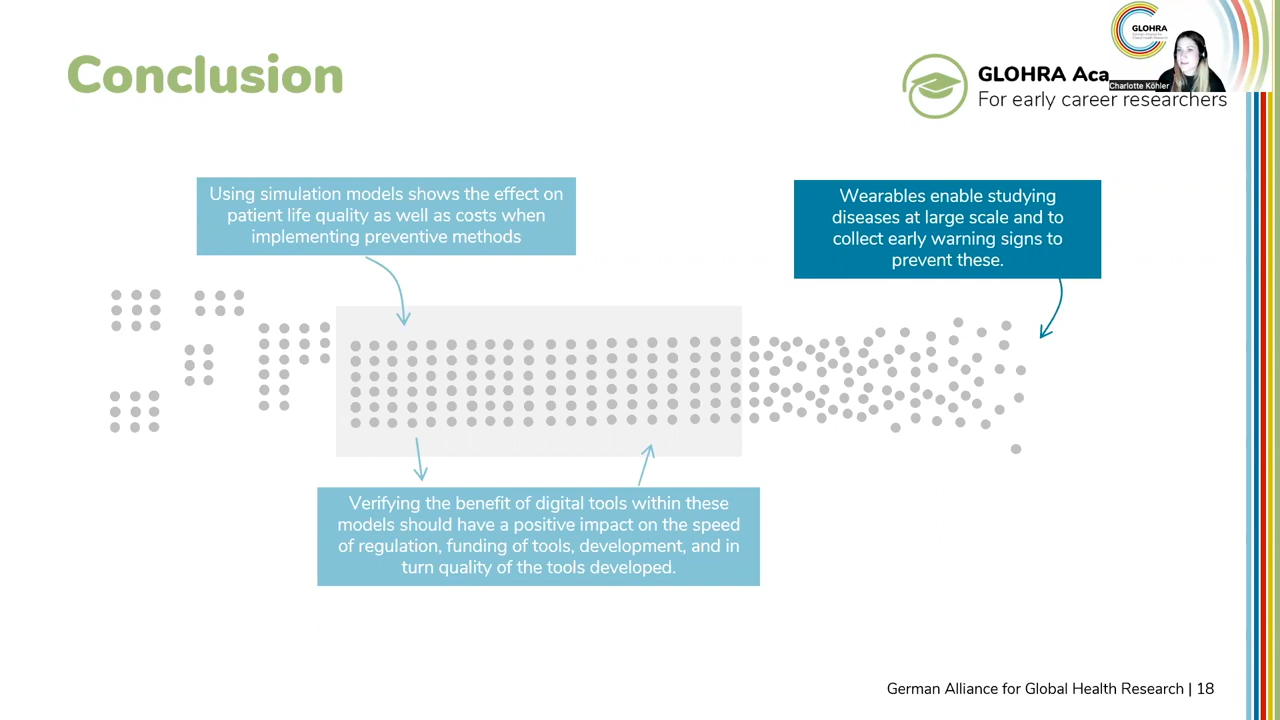 Conclusion
GLOHRA
GLOHRA Aca
Charlotte Köhler
For early career researchers
Using simulation models shows the effect on
patient life quality as well as costs when
implementing preventive methods
Wearables enable studying
diseases at large scale and to
collect early warning signs to
prevent these.
Verifying the benefit of digital tools within these
models should have a positive impact on the speed
of regulation, funding of tools, development, and in
turn quality of the tools developed.
German Alliance for Global Health Research | 18